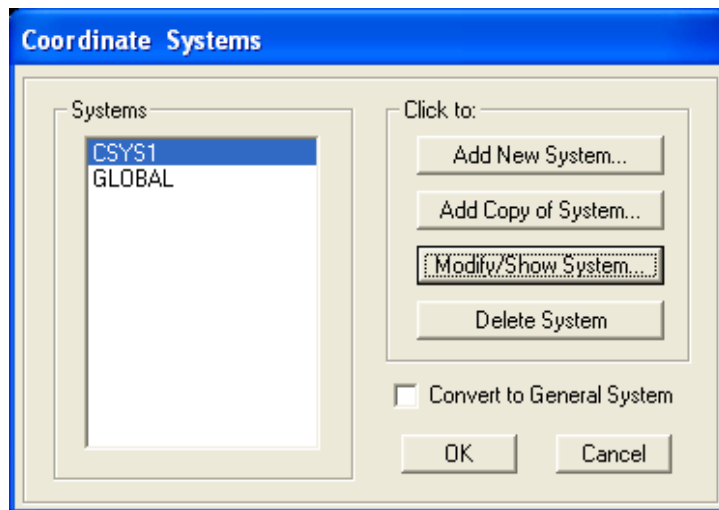 Coordinate Systems
Systems
CSYS1
GLOBAL
Click to:
Add New System...
Add Copy of System...
Modify/Show System...
Delete System
Convert to General System
OK
Cancel